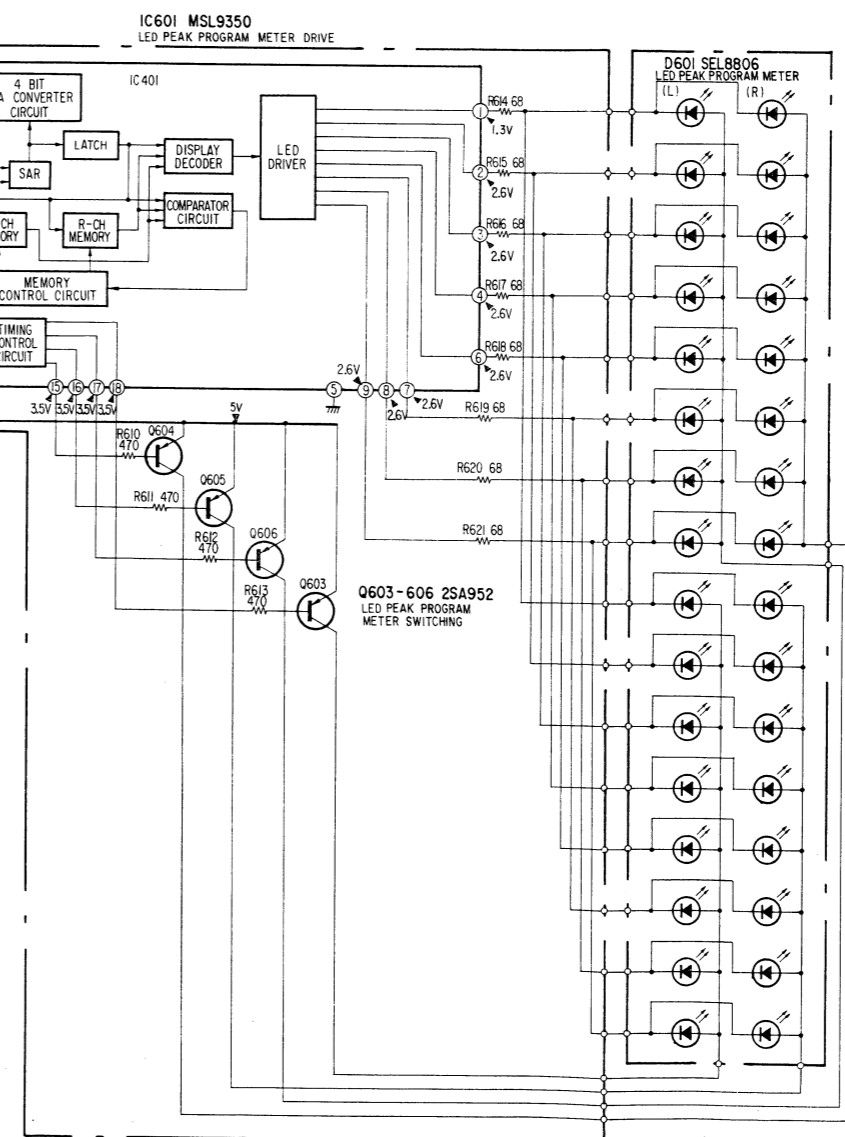 IC601 MSL9350
LED PEAK PROGRAM METER DRIVE
D601 SEL8806
LED PEAK PROGRAM METER
(L)
(R)
IC401
4 BIT
A CONVERTER
CIRCUIT
LATCH
SAR
DISPLAY
DECODER
LED
DRIVER
COMPARATOR
CIRCUIT
CH
ORY
R-CH
MEMORY
MEMORY
CONTROL CIRCUIT
TIMING
ONTROL
CIRCUIT
1
R614 68
1.3V
2
R615 68
2.6V
3
R616 68
2.6V
4
R617 68
2.6V
6
R618 68
2.6V
15
16
17
18
3.5V
3.5V
3.5V
3.5V
5
2.6V
9
8
7
2.6V
2.6V
R619 68
R620 68
R621 68
5V
R610
470
Q604
R611 470
Q605
R612
470
Q606
R613
470
Q603
Q603-606 2SA952
LED PEAK PROGRAM
METER SWITCHING